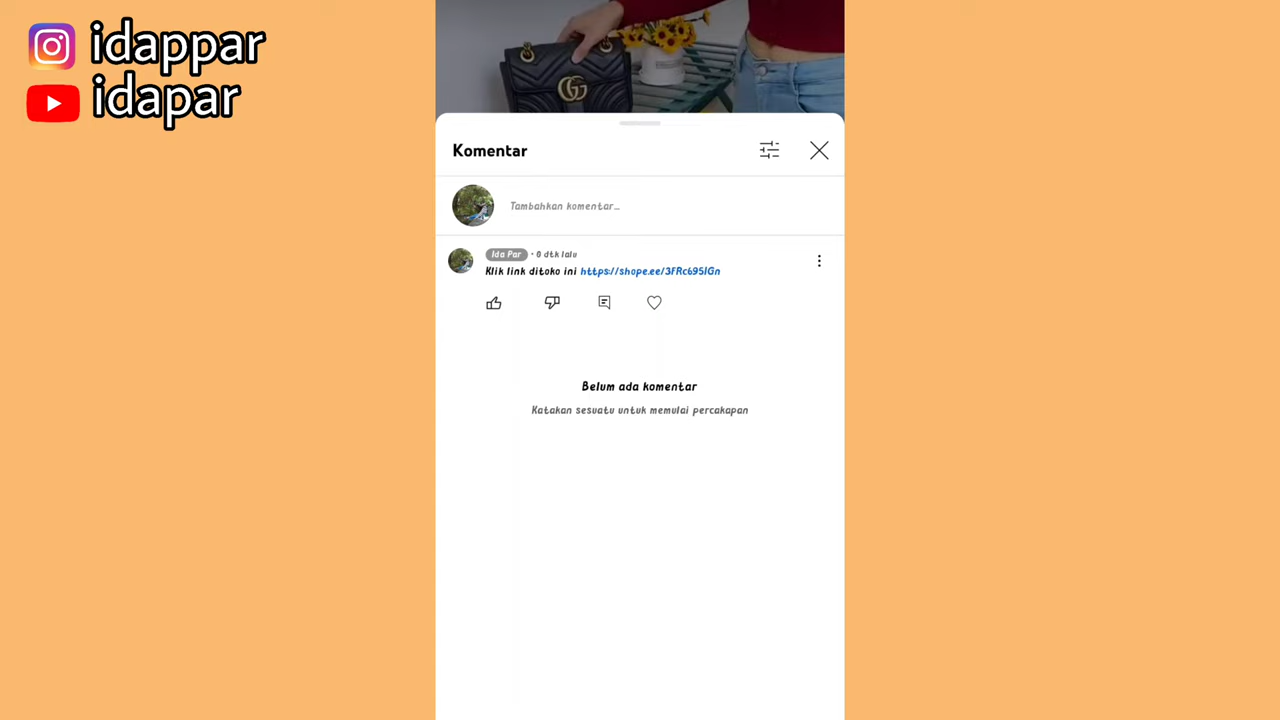 idappar
idapar
Komentar
Tambahkan komentar...
Ida Par • 0 dtk lalu
Klik link ditoko ini https://shope.ee/3fRc695lGn
Belum ada komentar
Katakan sesuatu untuk memulai percakapan